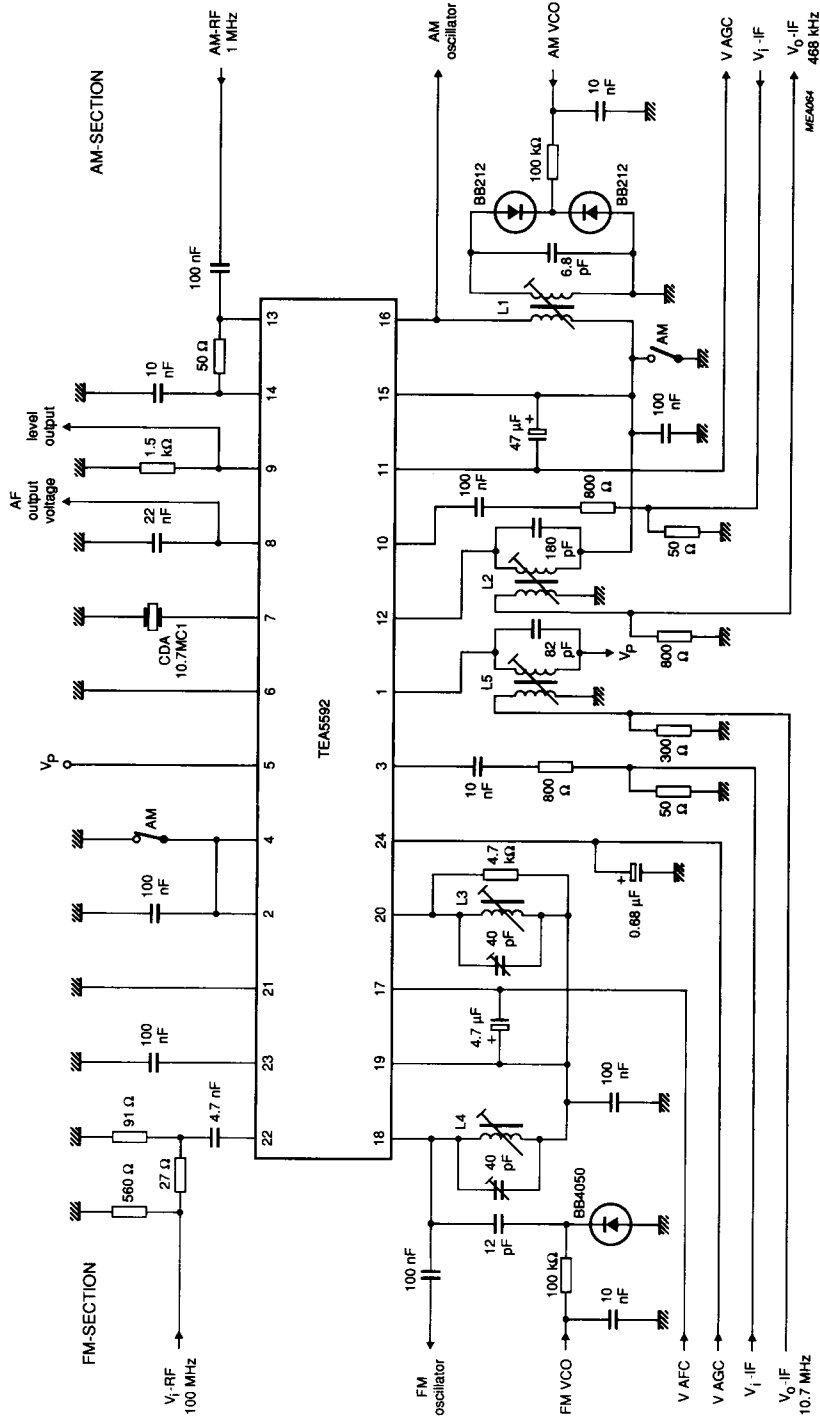 FM-SECTION
AM-SECTION
Vi-RF
100 MHz
560 Ω
91 Ω
27 Ω
4.7 nF
100
nF
100
nF
AM
VP
CDA
10.7MC1
22
nF
AF
output
voltage
1.5
kΩ
level
output
10
nF
50 Ω
100 nF
AM-RF
1 MHz
22
23
21
2
4
5
6
7
8
9
14
13
TEA5592
18
19
17
20
24
3
1
12
10
11
15
16
FM
oscillator
100 nF
12
pF
40
pF
L4
4.7 µF
+
100
nF
40
pF
L3
4.7
kΩ
0.68 µF
+
10
nF
800
Ω
50
Ω
L5
82
pF
VP
300
Ω
L2
180
pF
800
Ω
100
nF
800
Ω
50
Ω
47 µF
+
100
nF
AM
L1
6.8
pF
BB212
BB212
100 kΩ
10
nF
AM
oscillator
AM VCO
FM VCO
10
nF
100 kΩ
BB4050
V AFC
V AGC
Vi-IF
Vo-IF
10.7 MHz
V AGC
Vi-IF
Vo-IF
468 kHz
MEA064